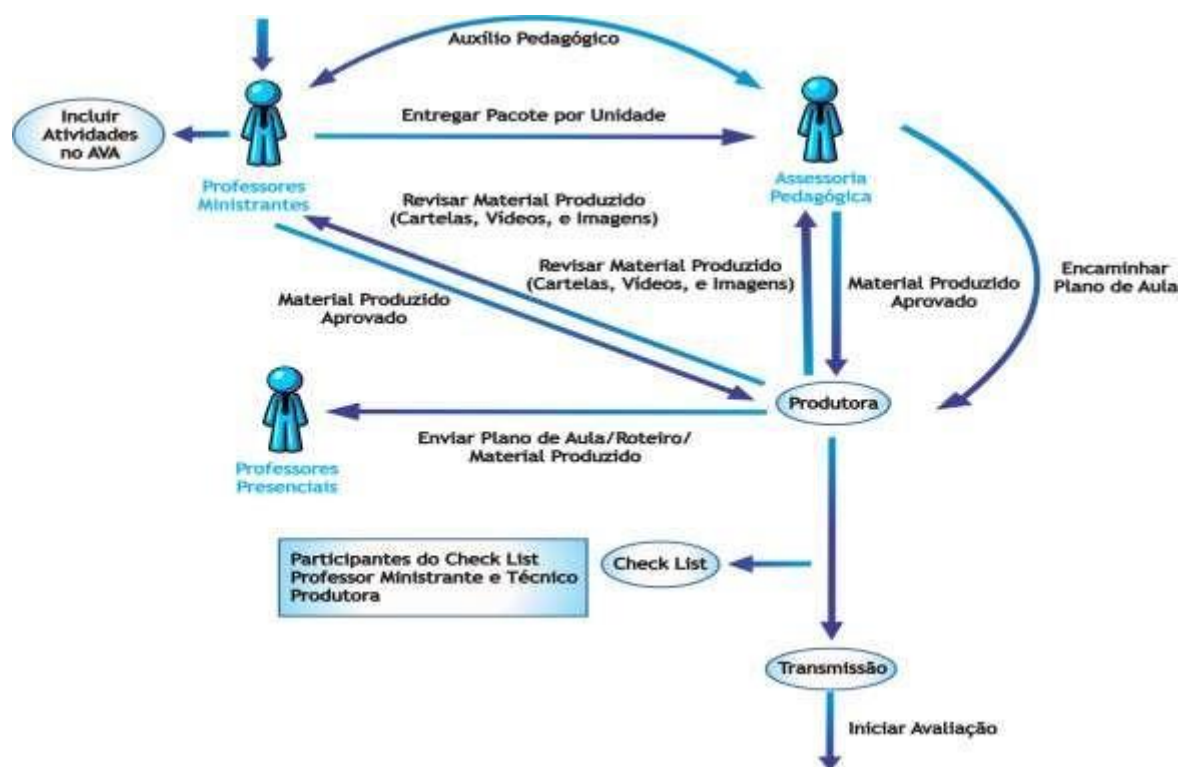 Auxílio Pedagógico
Incluir
Atividades
no AVA
Entregar Pacote por Unidade
Professores
Ministrantes
Assessoria
Pedagógica
Revisar Material Produzido
(Cartelas, Vídeos, e Imagens)
Revisar Material Produzido
(Cartelas, Vídeos, e Imagens)
Encaminhar
Plano de Aula
Material Produzido
Aprovado
Material Produzido
Aprovado
Produtora
Enviar Plano de Aula/Roteiro/
Material Produzido
Professores
Presenciais
Participantes do Check List
Professor Ministrante e Técnico
Produtora
Check List
Transmissão
Iniciar Avaliação